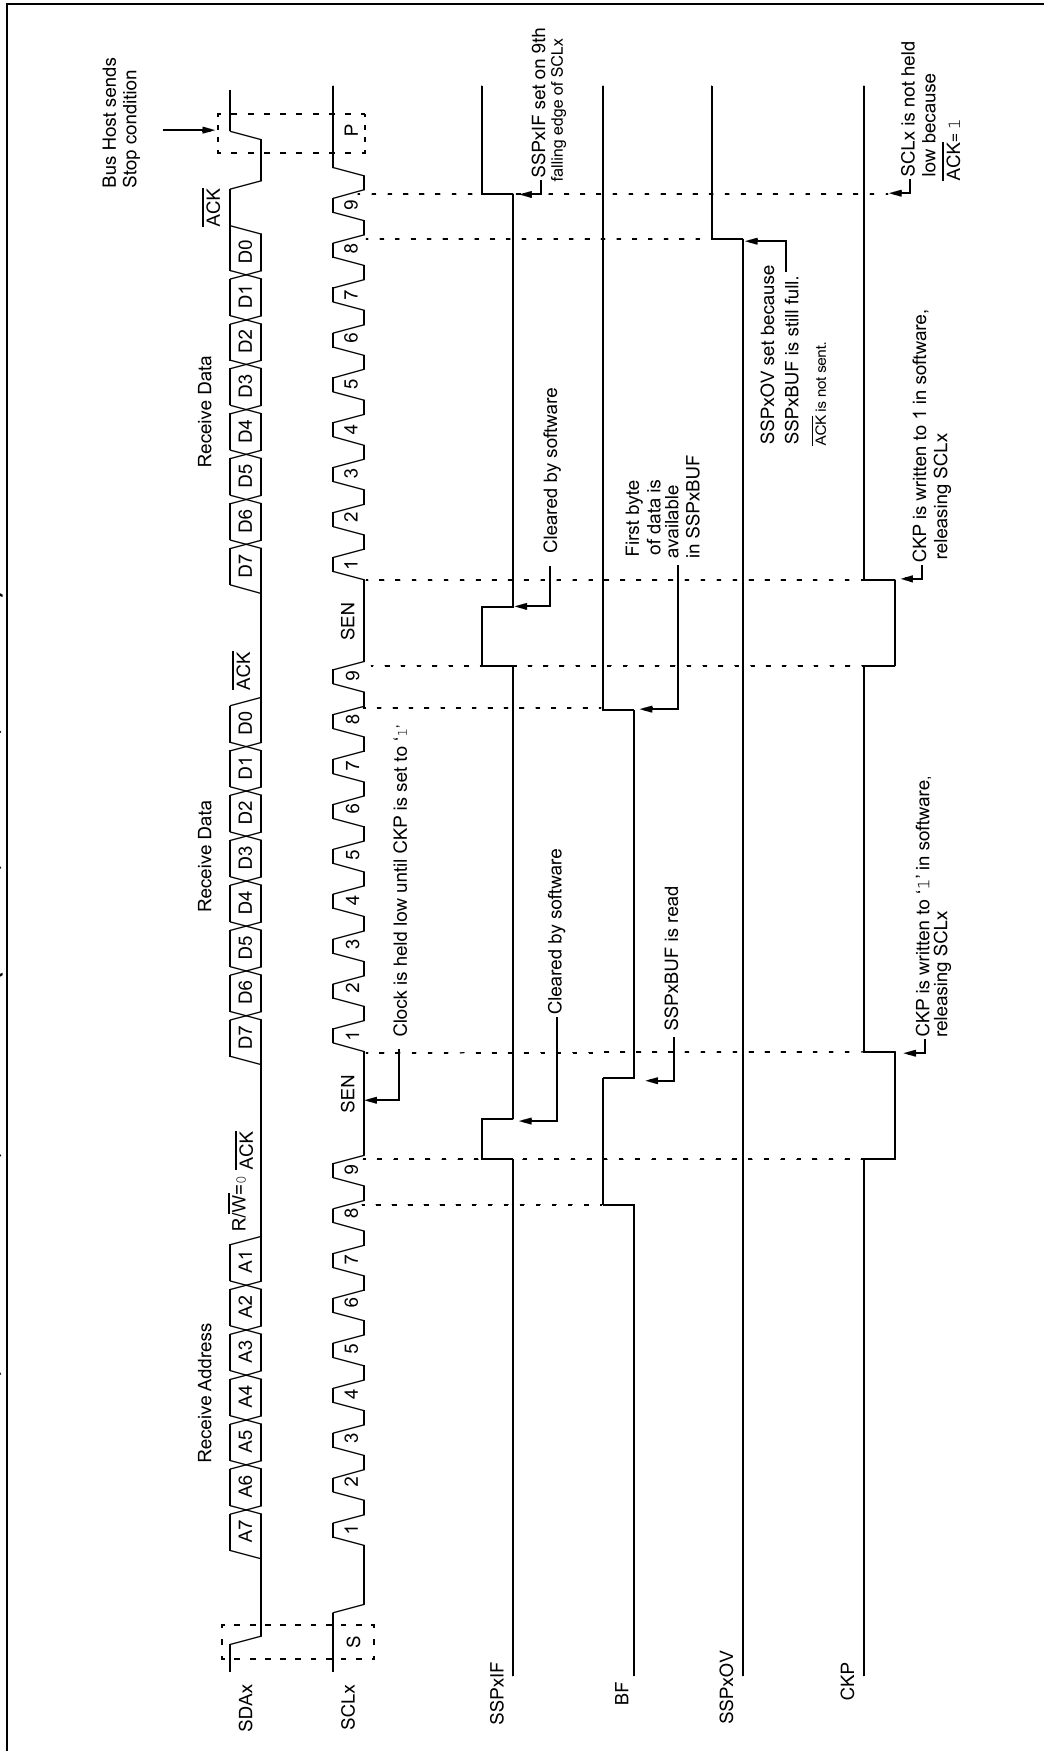 Bus Host sends
Stop condition
Receive Address
Receive Data
Receive Data
R/W=0 ACK
ACK
ACK
SDAx
A7 A6 A5 A4 A3 A2 A1
D7 D6 D5 D4 D3 D2 D1 D0
D7 D6 D5 D4 D3 D2 D1 D0
SCLx
S
1 2 3 4 5 6 7 8 9
SEN
1 2 3 4 5 6 7 8 9
SEN
1 2 3 4 5 6 7 8 9
P
Clock is held low until CKP is set to ‘1’
SSPxIF
Cleared by software
Cleared by software
SSPxIF set on 9th
falling edge of SCLx
BF
SSPxBUF is read
First byte
of data is
available
in SSPxBUF
SSPxOV
SSPxOV set because
SSPxBUF is still full.
ACK is not sent.
CKP
CKP is written to ‘1’ in software,
releasing SCLx
CKP is written to 1 in software,
releasing SCLx
SCLx is not held
low because
ACK= 1